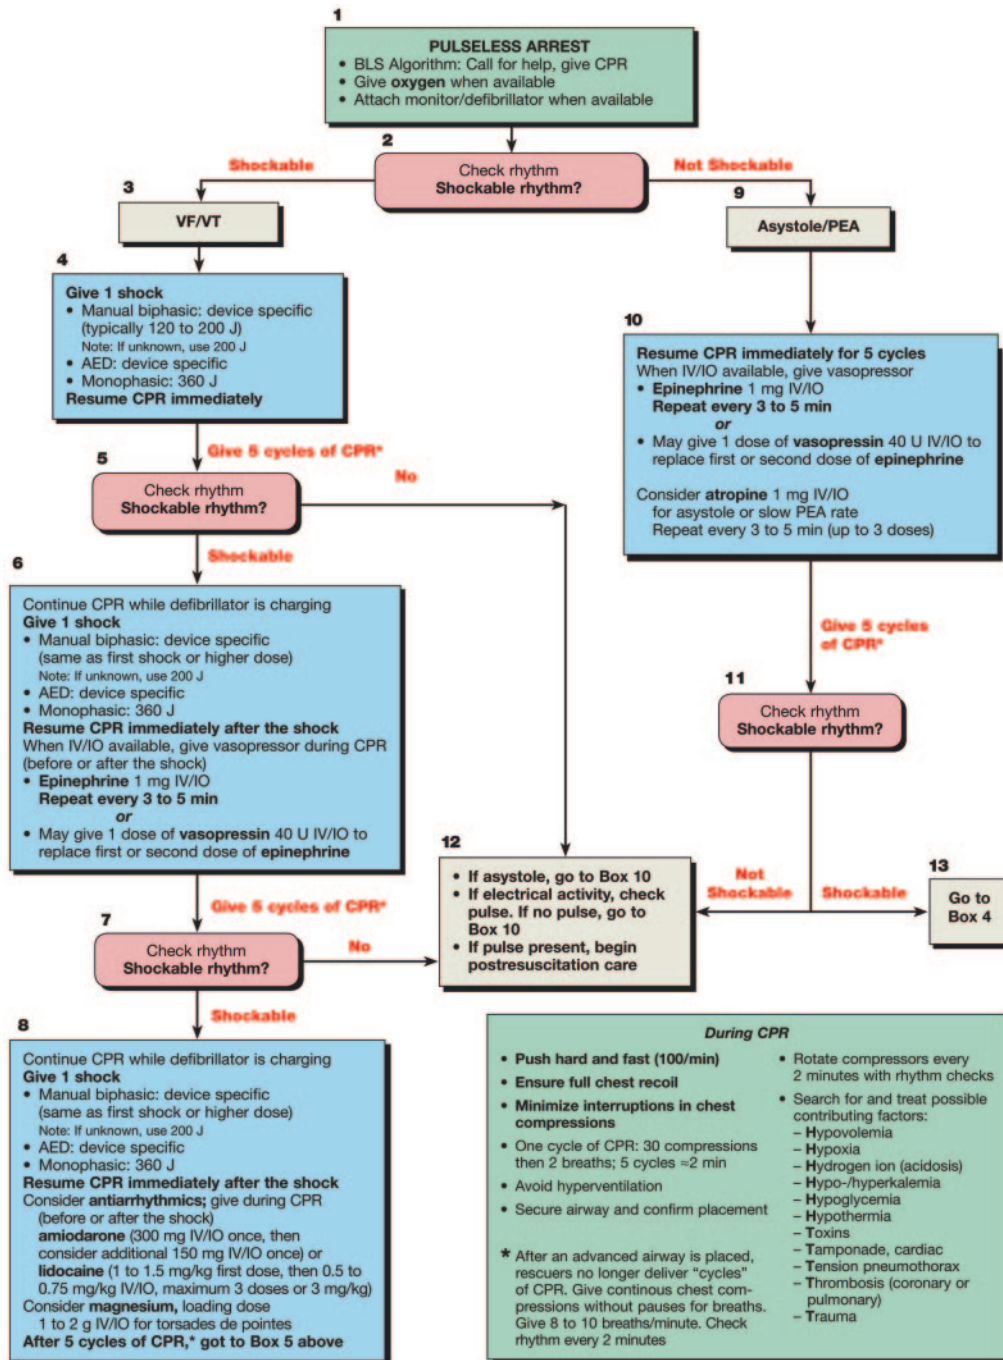 1
PULSELESS ARREST
• BLS Algorithm: Call for help, give CPR
• Give oxygen when available
• Attach monitor/defibrillator when available
2
Shockable
Check rhythm
Shockable rhythm?
Not Shockable
3
VF/VT
9
Asystole/PEA
4
Give 1 shock
• Manual biphasic: device specific
(typically 120 to 200 J)
Note: If unknown, use 200 J
• AED: device specific
• Monophasic: 360 J
Resume CPR immediately
10
Resume CPR immediately for 5 cycles
When IV/IO available, give vasopressor
• Epinephrine 1 mg IV/IO
Repeat every 3 to 5 min
or
• May give 1 dose of vasopressin 40 U IV/IO to
replace first or second dose of epinephrine
Consider atropine 1 mg IV/IO
for asystole or slow PEA rate
Repeat every 3 to 5 min (up to 3 doses)
Give 5 cycles of CPR*
5
Check rhythm
Shockable rhythm?
No
Shockable
6
Continue CPR while defibrillator is charging
Give 1 shock
• Manual biphasic: device specific
(same as first shock or higher dose)
Note: If unknown, use 200 J
• AED: device specific
• Monophasic: 360 J
Resume CPR immediately after the shock
When IV/IO available, give vasopressor during CPR
(before or after the shock)
• Epinephrine 1 mg IV/IO
Repeat every 3 to 5 min
or
• May give 1 dose of vasopressin 40 U IV/IO to
replace first or second dose of epinephrine
Give 5 cycles
of CPR*
11
Check rhythm
Shockable rhythm?
Not
Shockable
Shockable
13
Go to
Box 4
12
• If asystole, go to Box 10
• If electrical activity, check
pulse. If no pulse, go to
Box 10
• If pulse present, begin
postresuscitation care
Give 5 cycles of CPR*
7
Check rhythm
Shockable rhythm?
No
Shockable
8
Continue CPR while defibrillator is charging
Give 1 shock
• Manual biphasic: device specific
(same as first shock or higher dose)
Note: If unknown, use 200 J
• AED: device specific
• Monophasic: 360 J
Resume CPR immediately after the shock
Consider antiarrhythmics; give during CPR
(before or after the shock)
amiodarone (300 mg IV/IO once, then
consider additional 150 mg IV/IO once) or
lidocaine (1 to 1.5 mg/kg first dose, then 0.5 to
0.75 mg/kg IV/IO, maximum 3 doses or 3 mg/kg)
Consider magnesium, loading dose
1 to 2 g IV/IO for torsades de pointes
After 5 cycles of CPR,* got to Box 5 above
During CPR
• Push hard and fast (100/min)
• Ensure full chest recoil
• Minimize interruptions in chest
compressions
• One cycle of CPR: 30 compressions
then 2 breaths; 5 cycles ≈2 min
• Avoid hyperventilation
• Secure airway and confirm placement
* After an advanced airway is placed,
rescuers no longer deliver “cycles”
of CPR. Give continous chest com-
pressions without pauses for breaths.
Give 8 to 10 breaths/minute. Check
rhythm every 2 minutes
• Rotate compressors every
2 minutes with rhythm checks
• Search for and treat possible
contributing factors:
– Hypovolemia
– Hypoxia
– Hydrogen ion (acidosis)
– Hypo-/hyperkalemia
– Hypoglycemia
– Hypothermia
– Toxins
– Tamponade, cardiac
– Tension pneumothorax
– Thrombosis (coronary or
pulmonary)
– Trauma